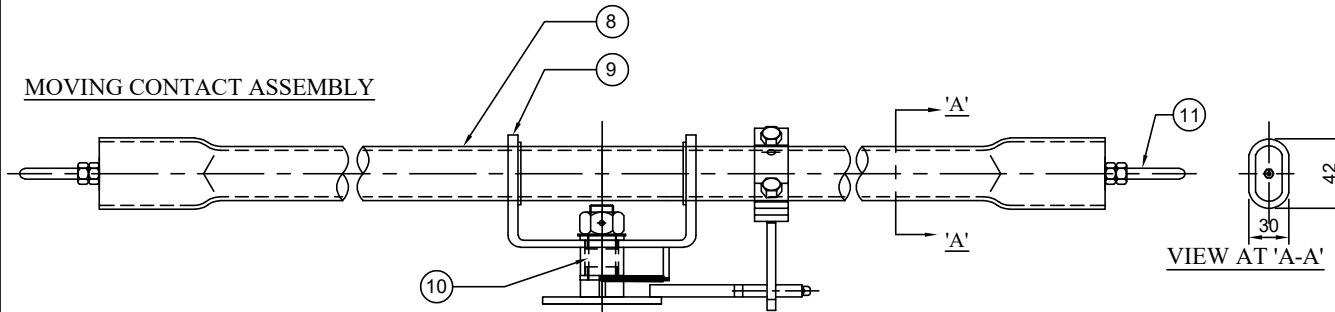 8
9
MOVING CONTACT ASSEMBLY
'A'
11
42
30
'A'
VIEW AT 'A-A'
10